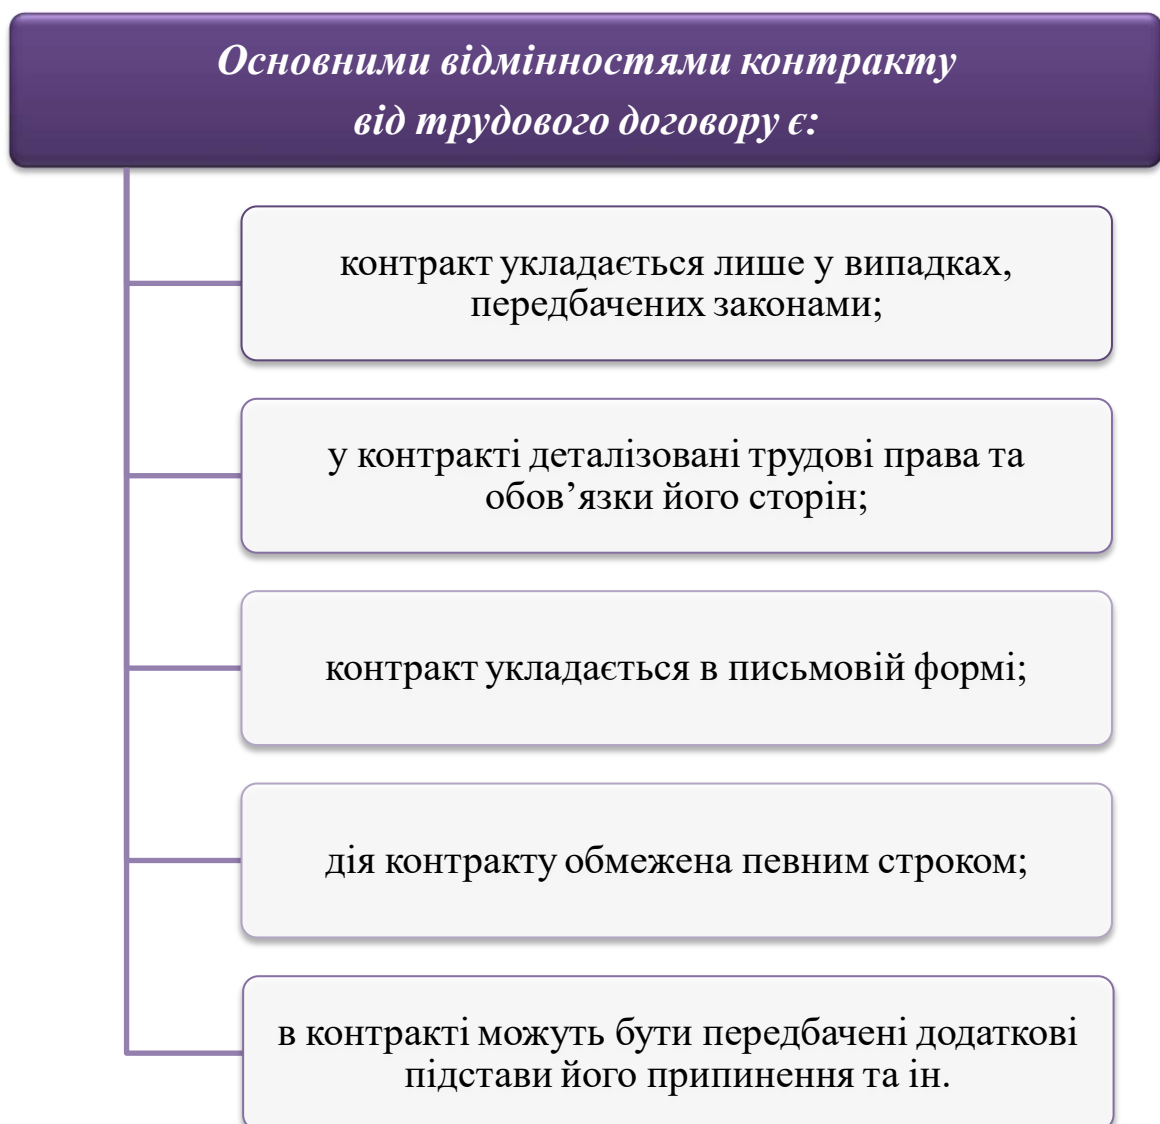 Основними відмінностями контракту
від трудового договору є:
контракт укладається лише у випадках,
передбачених законами;
у контракті деталізовані трудові права та
обов’язки його сторін;
контракт укладається в письмовій формі;
дія контракту обмежена певним строком;
в контракті можуть бути передбачені додаткові
підстави його припинення та ін.